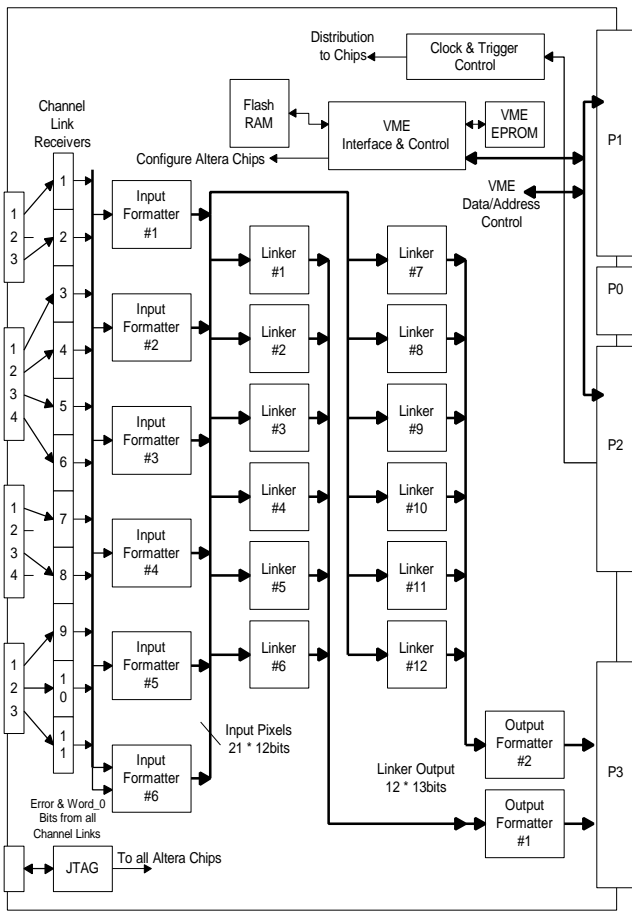 Distribution
to Chips
Clock & Trigger
Control
P1
Flash
RAM
VME
Interface & Control
VME
EPROM
Configure Altera Chips
VME
Data/Address
Control
P0
P2
P3
Channel
Link
Receivers
1
2
3
1
2
3
4
1
2
3
4
1
2
3
1
2
3
4
5
6
7
8
9
1
0
1
1
Input
Formatter
#1
Input
Formatter
#2
Input
Formatter
#3
Input
Formatter
#4
Input
Formatter
#5
Input
Formatter
#6
Linker
#1
Linker
#2
Linker
#3
Linker
#4
Linker
#5
Linker
#6
Linker
#7
Linker
#8
Linker
#9
Linker
#10
Linker
#11
Linker
#12
Input Pixels
21 * 12bits
Linker Output
12 * 13bits
Output
Formatter
#2
Output
Formatter
#1
Error & Word_0
Bits from all
Channel Links
JTAG
To all Altera Chips